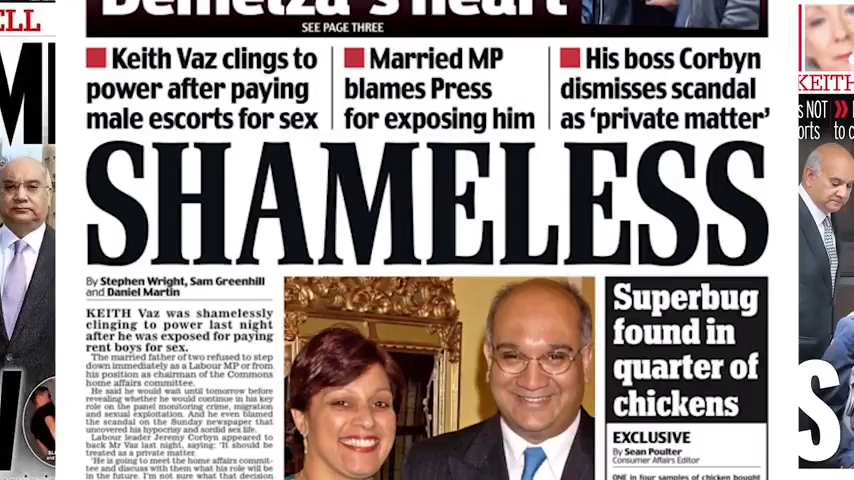 ELL
Demelza's heart
SEE PAGE THREE
Keith Vaz clings to
power after paying
male escorts for sex
Married MP
blames Press
for exposing him
His boss Corbyn
dismisses scandal
as ‘private matter’
SHAMELESS
By Stephen Wright, Sam Greenhill
and Daniel Martin
KEITH Vaz was shamelessly
clinging to power last night
after he was exposed for paying
rent boys for sex.
The married father of two refused to step
down immediately as a Labour MP or from
his position as chairman of the Commons
home affairs committee.
He said he would wait until tomorrow before
revealing whether he would continue in his key
role on the panel monitoring crime, migration
and sexual exploitation. And he even blamed
the scandal on the Sunday newspaper that
uncovered his hypocrisy and sordid sex life.
Labour leader Jeremy Corbyn appeared to
back Mr Vaz last night, saying: ‘It should be
treated as a private matter.
‘He is going to meet the home affairs commit-
tee and discuss with them what his role will be
in the future. I'm not sure what that decision
Superbug
found in
quarter of
chickens
EXCLUSIVE
By Sean Poulter
Consumer Affairs Editor
ONE in four samples of chicken bought
M
KEITH
S NOT
orts
to c
S